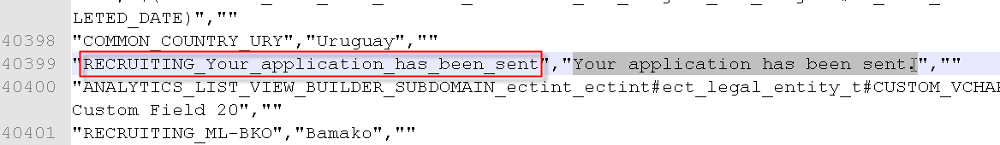 LETED_DATE)",""
40398 "COMMON_COUNTRY_URY","Uruguay",""
40399 "RECRUITING_Your_application_has_been_sent","Your application has been sent.",""
40400 "ANALYTICS_LIST_VIEW_BUILDER_SUBDOMAIN_ectint_ectint#ect_legal_entity_t#CUSTOM_VCHAR
Custom Field 20",""
40401 "RECRUITING_ML-BKO","Bamako",""